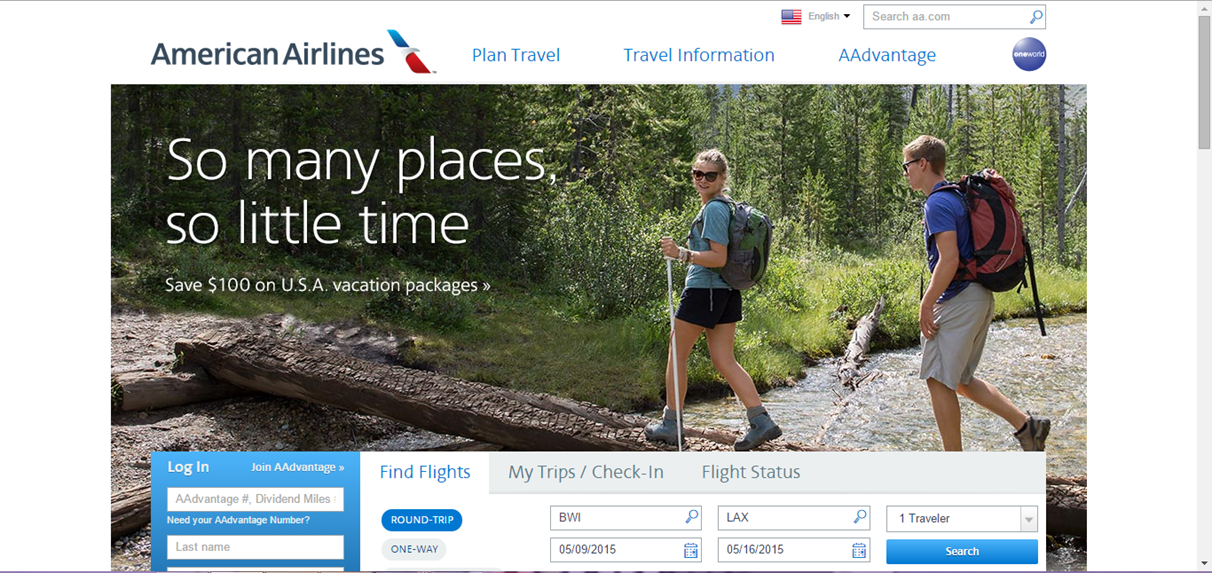 English
Search aa.com
American Airlines
Plan Travel
Travel Information
AAdvantage
oneworld
So many places,
so little time
Save $100 on U.S.A. vacation packages »
Log In
Join AAdvantage »
Find Flights
My Trips / Check-In
Flight Status
AAdvantage #, Dividend Miles
Need your AAdvantage Number?
Last name
ROUND-TRIP
BWI
LAX
1 Traveler
ONE-WAY
05/09/2015
05/16/2015
Search